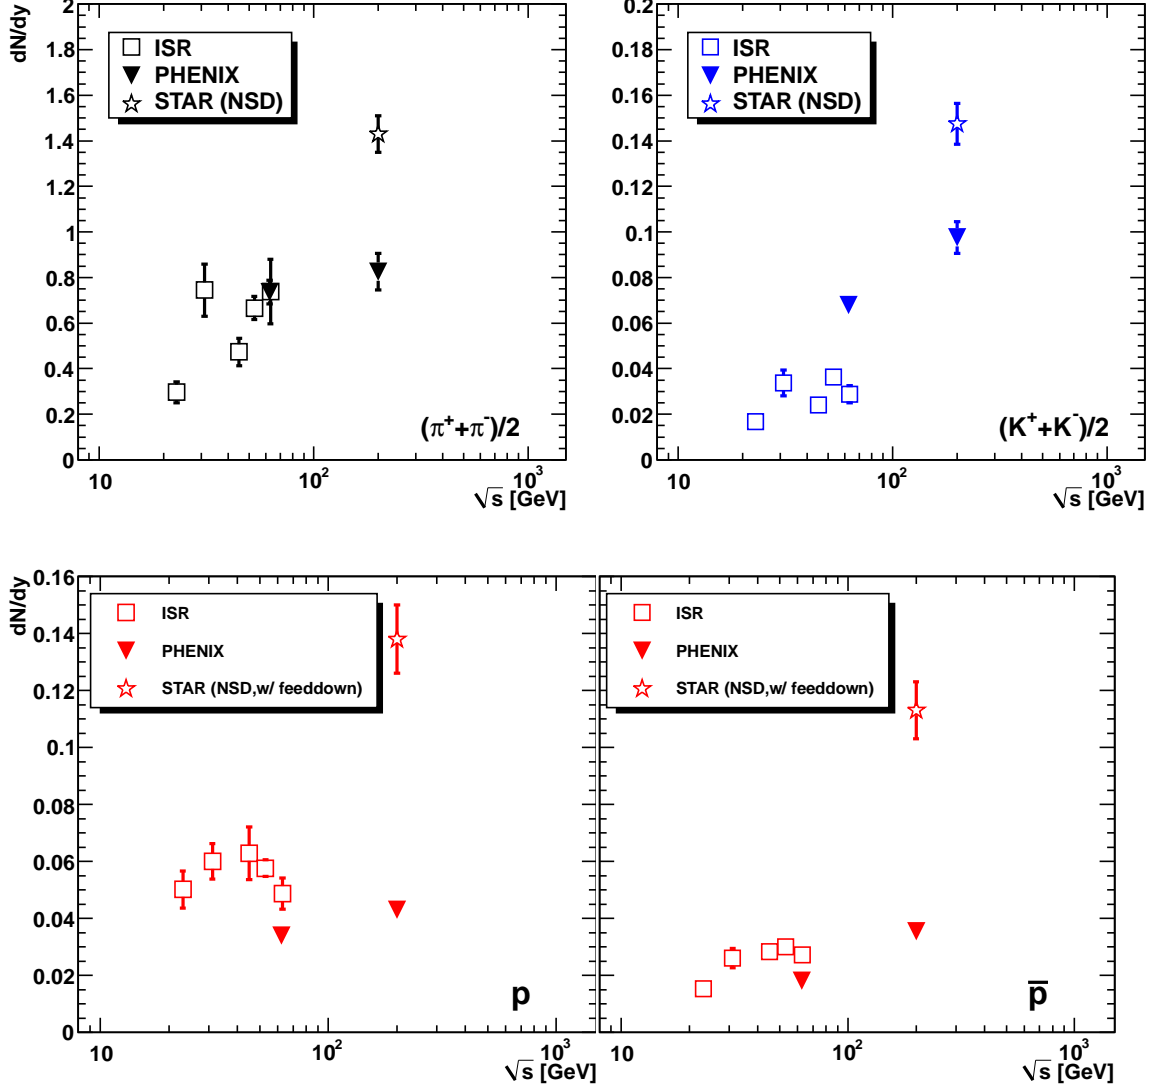 dN/dy
2
1.8
1.6
1.4
1.2
1
0.8
0.6
0.4
0.2
0
ISR
PHENIX
STAR (NSD)
(π⁺+π⁻)/2
10
10²
10³
√s [GeV]
0.2
0.18
0.16
0.14
0.12
0.1
0.08
0.06
0.04
0.02
0
ISR
PHENIX
STAR (NSD)
(K⁺+K⁻)/2
10
10²
10³
√s [GeV]
dN/dy
0.16
0.14
0.12
0.1
0.08
0.06
0.04
0.02
0
ISR
PHENIX
STAR (NSD,w/ feeddown)
p
10
10²
10³
√s [GeV]
ISR
PHENIX
STAR (NSD,w/ feeddown)
p̅
10
10²
10³
√s [GeV]